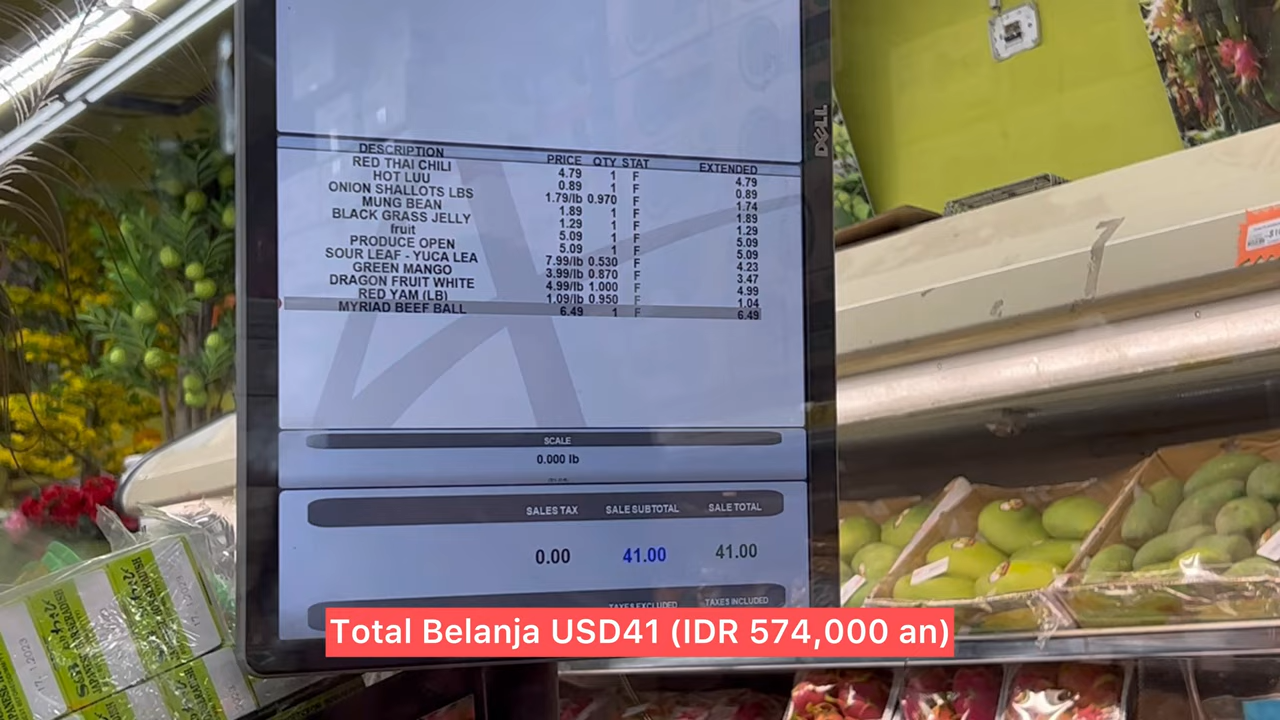 DELL
DESCRIPTION PRICE QTY STAT EXTENDED
RED THAI CHILI 4.79 1 F 4.79
HOT LUU 0.89 1 F 0.89
ONION SHALLOTS LBS 1.79/lb 0.970 F 1.74
MUNG BEAN 1.89 1 F 1.89
BLACK GRASS JELLY 1.29 1 F 1.29
fruit 5.09 1 F 5.09
PRODUCE OPEN 5.09 1 F 5.09
SOUR LEAF - YUCA LEA 7.99/lb 0.530 F 4.23
GREEN MANGO 3.99/lb 0.870 F 3.47
DRAGON FRUIT WHITE 4.99/lb 1.000 F 4.99
RED YAM (LB) 1.09/lb 0.950 F 1.04
MYRIAD BEEF BALL 6.49 1 F 6.49
SCALE
0.000 lb
SALES TAX SALE SUBTOTAL SALE TOTAL
0.00 41.00 41.00
TAXES EXCLUDED TAXES INCLUDED
Total Belanja USD41 (IDR 574,000 an)